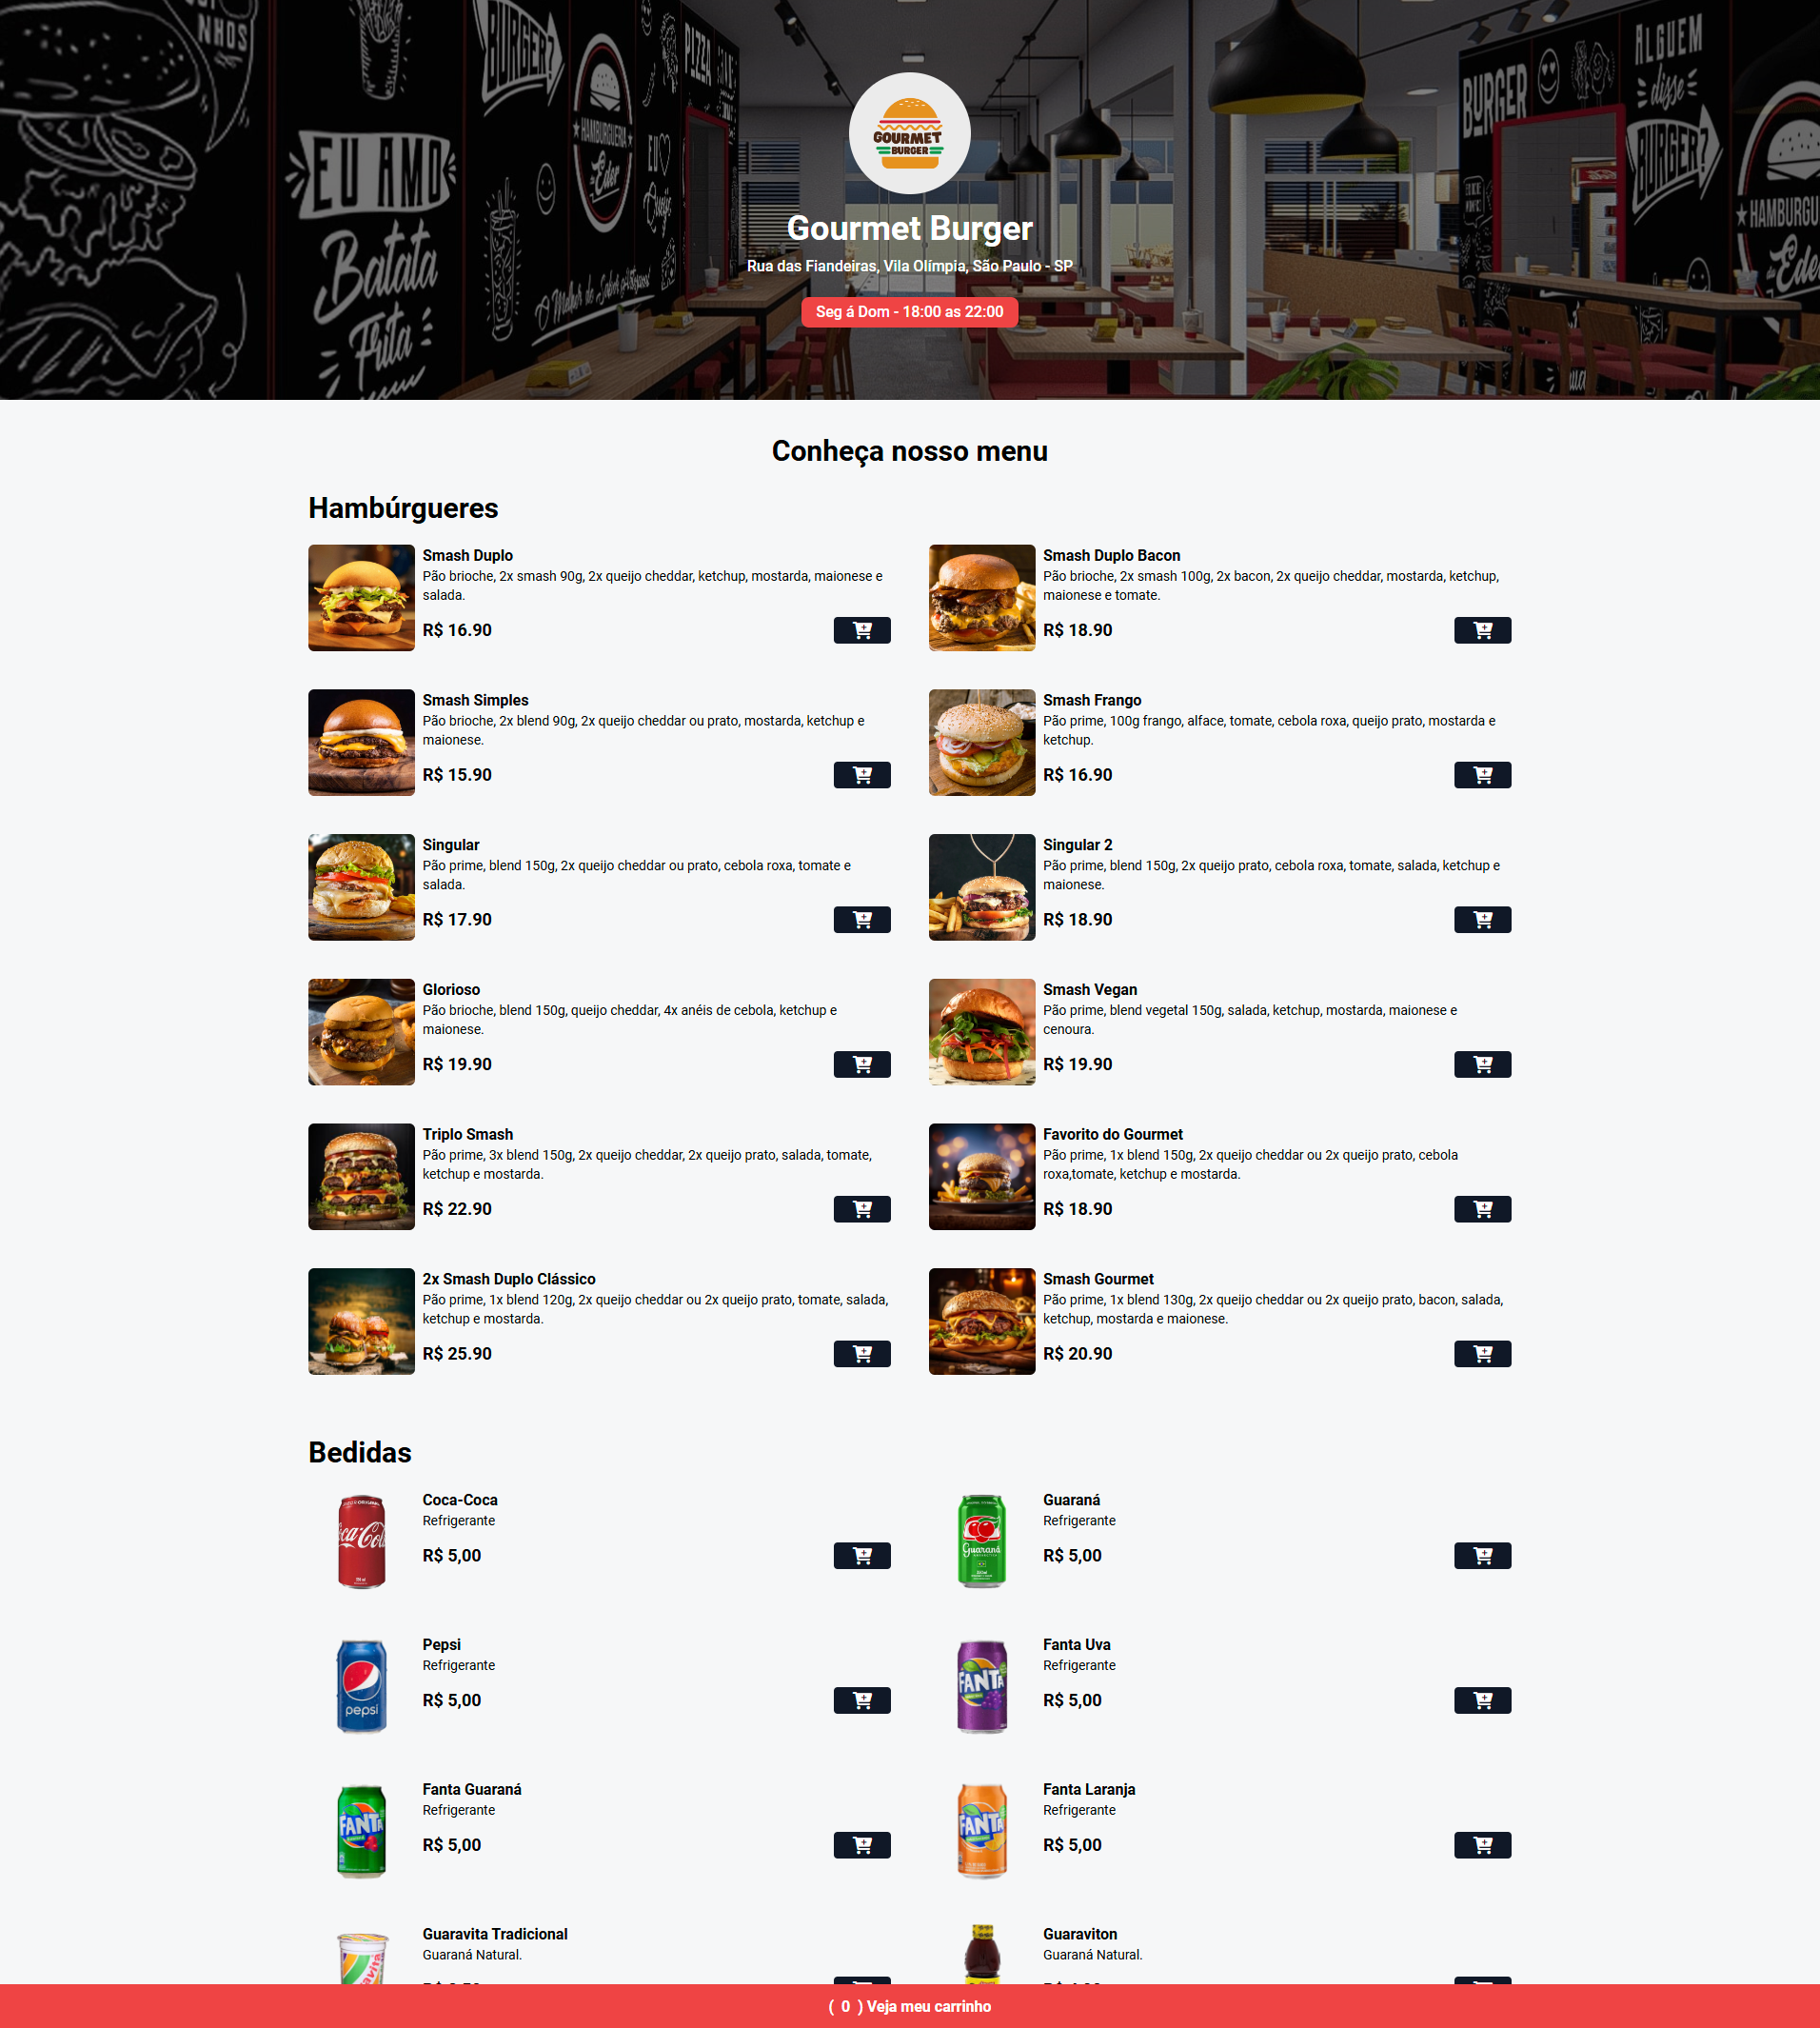 NHOS
BURGER?
PIZZA
ALGUEM
disse
BURGER
BURGER?
EU AMO
Batata
Frita
HAMBURGUERIA
do Eder
EU
Queijo
HAMBURGU
do Eder
GOURMET
BURGER
Gourmet Burger
Rua das Fiandeiras, Vila Olímpia, São Paulo - SP
Seg á Dom - 18:00 as 22:00
Conheça nosso menu
Hambúrgueres
Smash Duplo
Pão brioche, 2x smash 90g, 2x queijo cheddar, ketchup, mostarda, maionese e
salada.
R$ 16.90
Smash Duplo Bacon
Pão brioche, 2x smash 100g, 2x bacon, 2x queijo cheddar, mostarda, ketchup,
maionese e tomate.
R$ 18.90
Smash Simples
Pão brioche, 2x blend 90g, 2x queijo cheddar ou prato, mostarda, ketchup e
maionese.
R$ 15.90
Smash Frango
Pão prime, 100g frango, alface, tomate, cebola roxa, queijo prato, mostarda e
ketchup.
R$ 16.90
Singular
Pão prime, blend 150g, 2x queijo cheddar ou prato, cebola roxa, tomate e
salada.
R$ 17.90
Singular 2
Pão prime, blend 150g, 2x queijo prato, cebola roxa, tomate, salada, ketchup e
maionese.
R$ 18.90
Glorioso
Pão brioche, blend 150g, queijo cheddar, 4x anéis de cebola, ketchup e
maionese.
R$ 19.90
Smash Vegan
Pão prime, blend vegetal 150g, salada, ketchup, mostarda, maionese e
cenoura.
R$ 19.90
Triplo Smash
Pão prime, 3x blend 150g, 2x queijo cheddar, 2x queijo prato, salada, tomate,
ketchup e mostarda.
R$ 22.90
Favorito do Gourmet
Pão prime, 1x blend 150g, 2x queijo cheddar ou 2x queijo prato, cebola
roxa,tomate, ketchup e mostarda.
R$ 18.90
2x Smash Duplo Clássico
Pão prime, 1x blend 120g, 2x queijo cheddar ou 2x queijo prato, tomate, salada,
ketchup e mostarda.
R$ 25.90
Smash Gourmet
Pão prime, 1x blend 130g, 2x queijo cheddar ou 2x queijo prato, bacon, salada,
ketchup, mostarda e maionese.
R$ 20.90
Bedidas
Coca-Coca
Refrigerante
R$ 5,00
Guaraná
Refrigerante
R$ 5,00
Guaraná
Pepsi
Refrigerante
R$ 5,00
pepsi
Fanta Uva
Refrigerante
R$ 5,00
FANTA
Fanta Guaraná
Refrigerante
R$ 5,00
FANTA
Fanta Laranja
Refrigerante
R$ 5,00
FANTA
Guaravita Tradicional
Guaraná Natural.
Guaraviton
Guaraná Natural.
( 0 ) Veja meu carrinho